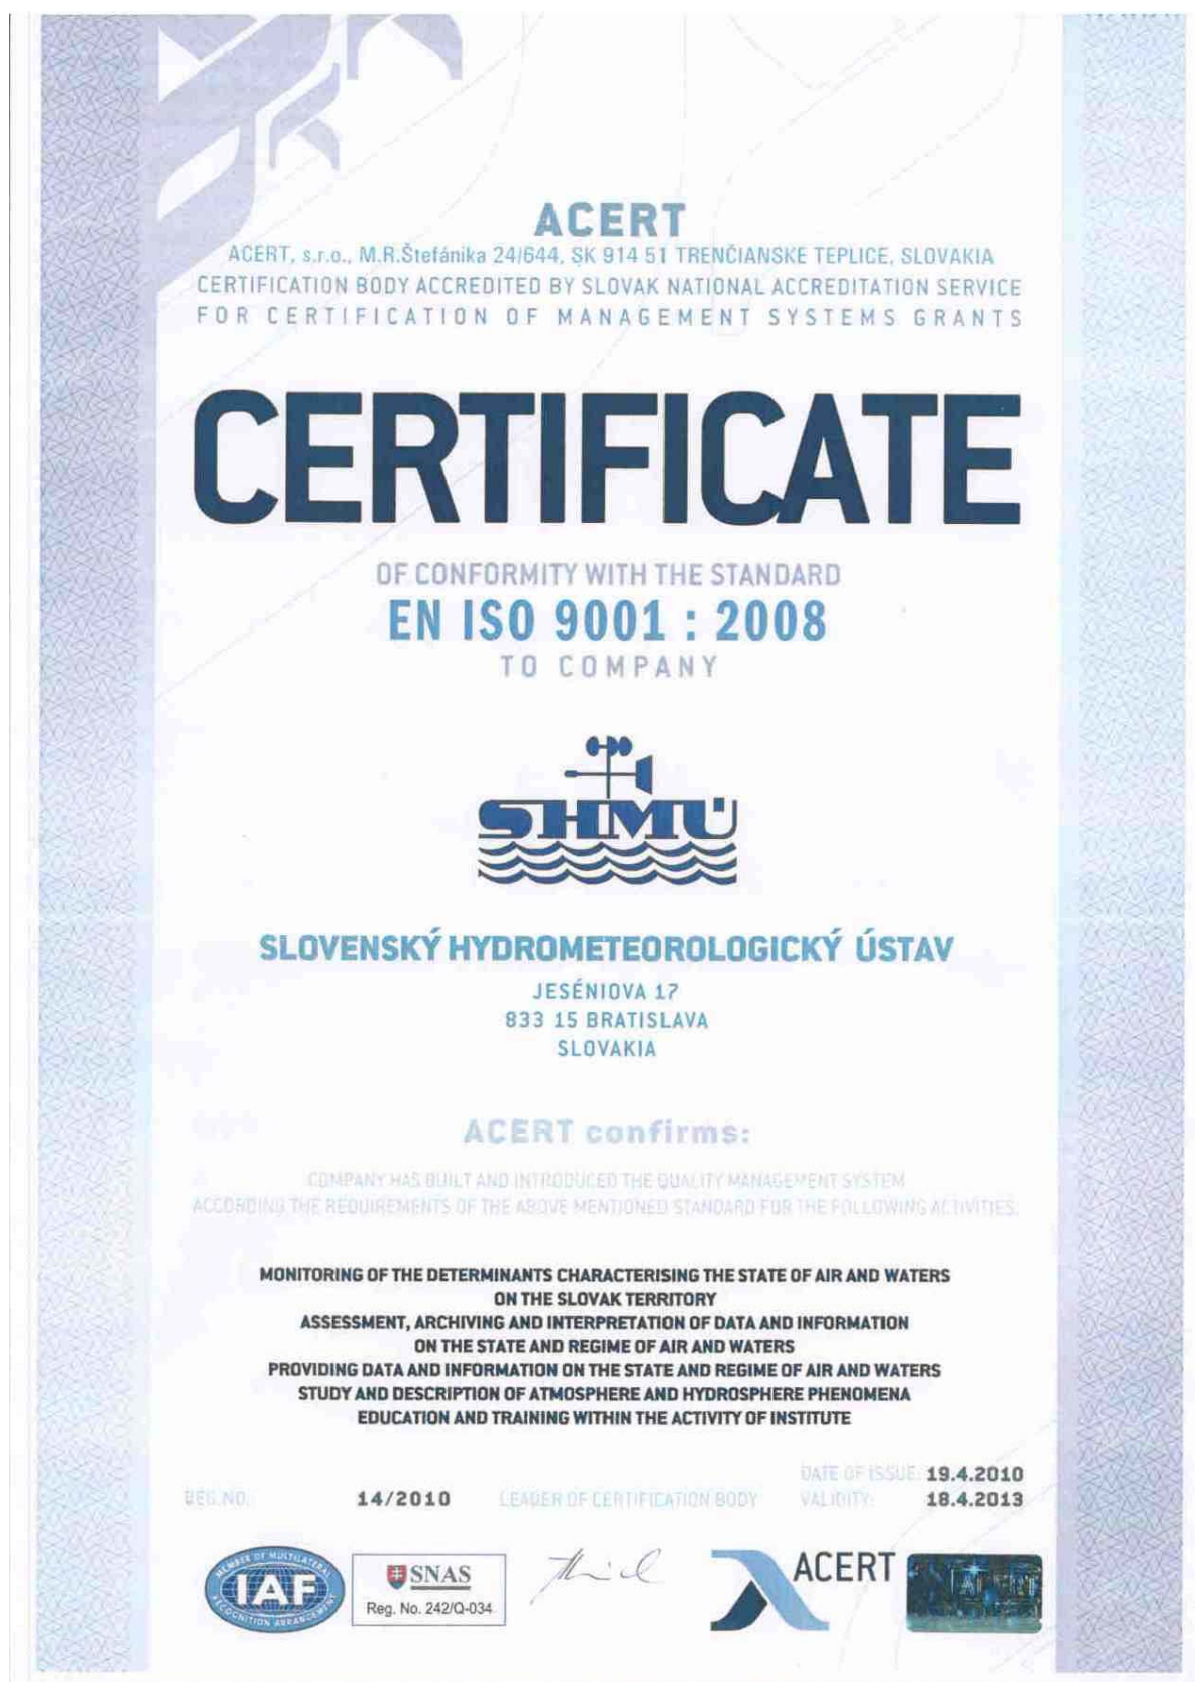 ACERT
ACERT, s.r.o., M.R.Štefánika 24/644, SK 914 51 TRENČIANSKE TEPLICE, SLOVAKIA
CERTIFICATION BODY ACCREDITED BY SLOVAK NATIONAL ACCREDITATION SERVICE
FOR CERTIFICATION OF MANAGEMENT SYSTEMS GRANTS
CERTIFICATE
OF CONFORMITY WITH THE STANDARD
EN ISO 9001 : 2008
TO COMPANY
SHMÚ
SLOVENSKÝ HYDROMETEOROLOGICKÝ ÚSTAV
JESÉNIOVA 17
833 15 BRATISLAVA
SLOVAKIA
ACERT confirms:
COMPANY HAS BUILT AND INTRODUCED THE QUALITY MANAGEMENT SYSTEM
ACCORDING THE REQUIREMENTS OF THE ABOVE MENTIONED STANDARD FOR THE FOLLOWING ACTIVITIES:
MONITORING OF THE DETERMINANTS CHARACTERISING THE STATE OF AIR AND WATERS
ON THE SLOVAK TERRITORY
ASSESSMENT, ARCHIVING AND INTERPRETATION OF DATA AND INFORMATION
ON THE STATE AND REGIME OF AIR AND WATERS
PROVIDING DATA AND INFORMATION ON THE STATE AND REGIME OF AIR AND WATERS
STUDY AND DESCRIPTION OF ATMOSPHERE AND HYDROSPHERE PHENOMENA
EDUCATION AND TRAINING WITHIN THE ACTIVITY OF INSTITUTE
DATE OF ISSUE: 19.4.2010
REG.NO. 14/2010 LEADER OF CERTIFICATION BODY VALIDITY: 18.4.2013
MEMBER OF MULTILATERAL
IAF
RECOGNITION ARRANGEMENT
SNAS
Reg. No. 242/Q-034
ACERT